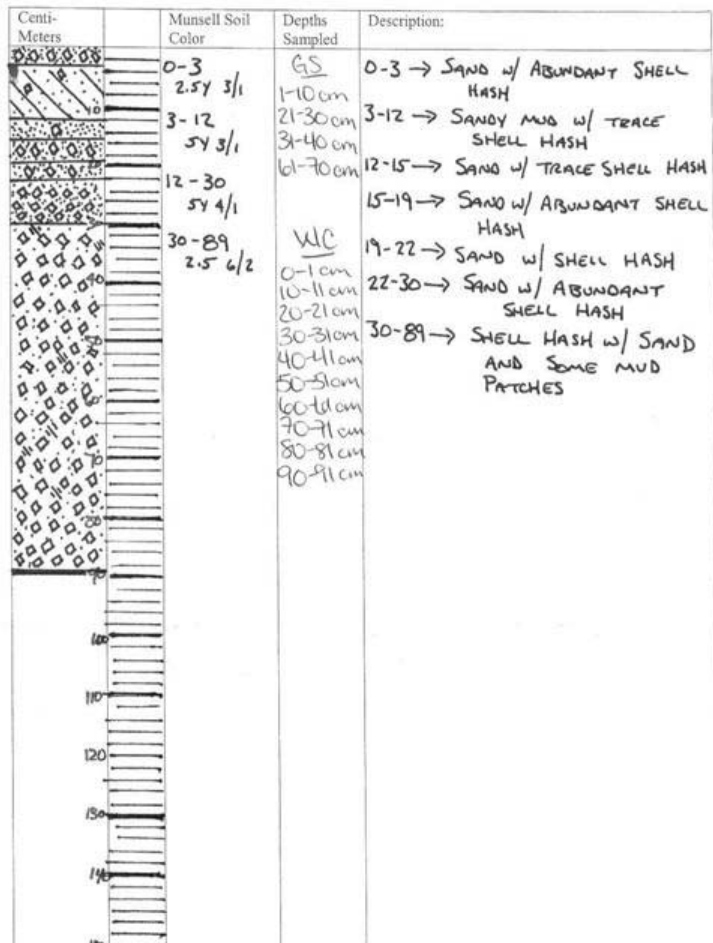 Centi-
Meters
Munsell Soil
Color
Depths
Sampled
Description:
10
40
50
60
70
80
90
100
110
120
130
140
0-3
2.5Y 3/1
3-12
5Y 3/1
12-30
5Y 4/1
30-89
2.5 6/2
GS
1-10cm
21-30cm
31-40cm
61-70cm
WC
0-1cm
10-11cm
20-21cm
30-31cm
40-41cm
50-51cm
60-61cm
70-71cm
80-81cm
90-91cm
0-3 → SAND W/ ABUNDANT SHELL
HASH
3-12 → SANDY MUD W/ TRACE
SHELL HASH
12-15 → SAND W/ TRACE SHELL HASH
15-19 → SAND W/ ABUNDANT SHELL
HASH
19-22 → SAND W/ SHELL HASH
22-30 → SAND W/ ABUNDANT
SHELL HASH
30-89 → SHELL HASH W/ SAND
AND SOME MUD
PATCHES